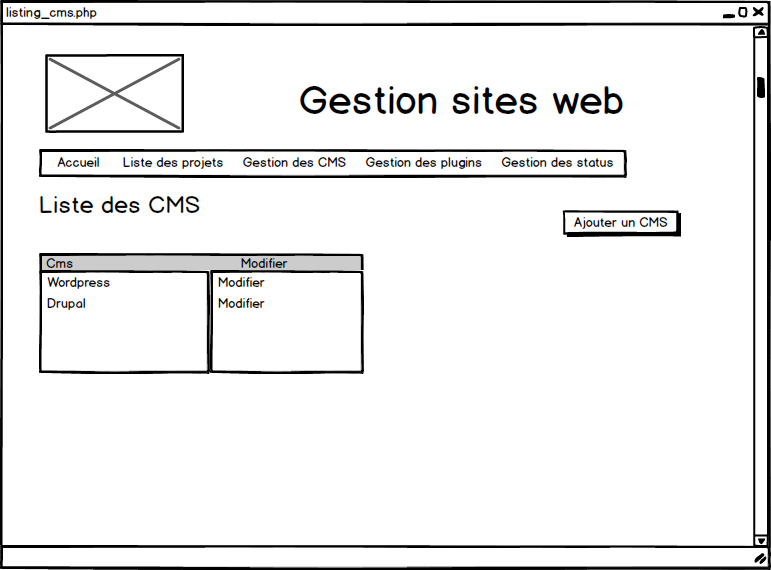 listing_cms.php
Gestion sites web
Accueil Liste des projets Gestion des CMS Gestion des plugins Gestion des status
Liste des CMS
Ajouter un CMS
Cms Modifier
Wordpress Modifier
Drupal Modifier